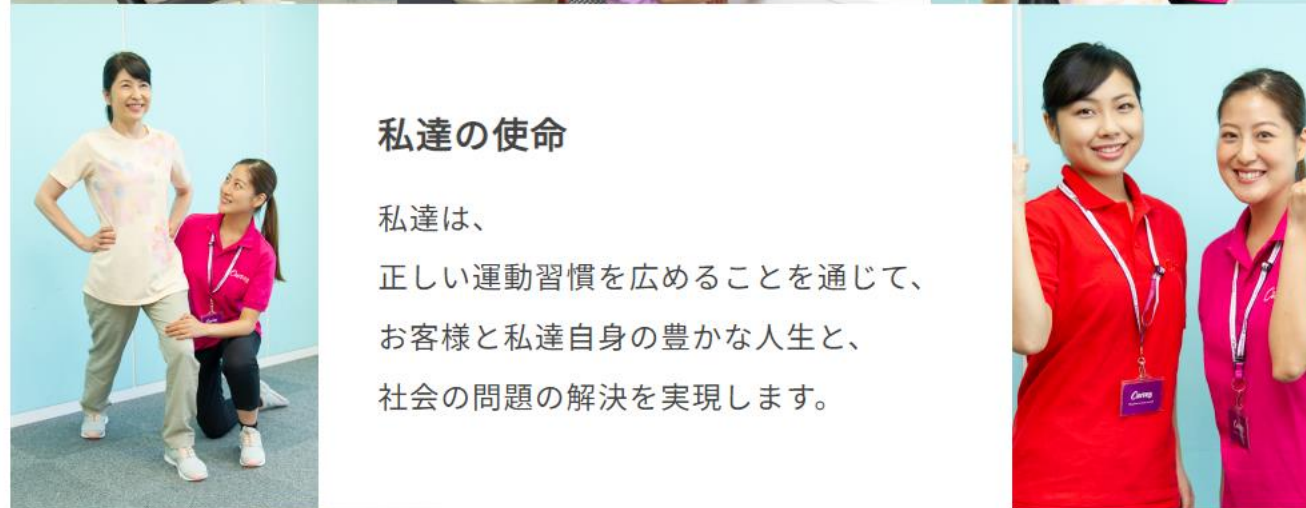 私達の使命
私達は、
正しい運動習慣を広めることを通じて、
お客様と私達自身の豊かな人生と、
社会の問題の解決を実現します。
Curves
Curves